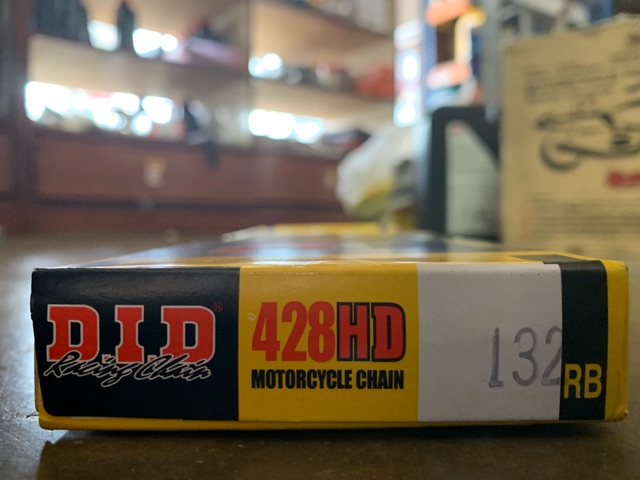 D.I.D®
Racing Chain
428HD
MOTORCYCLE CHAIN
132
RB